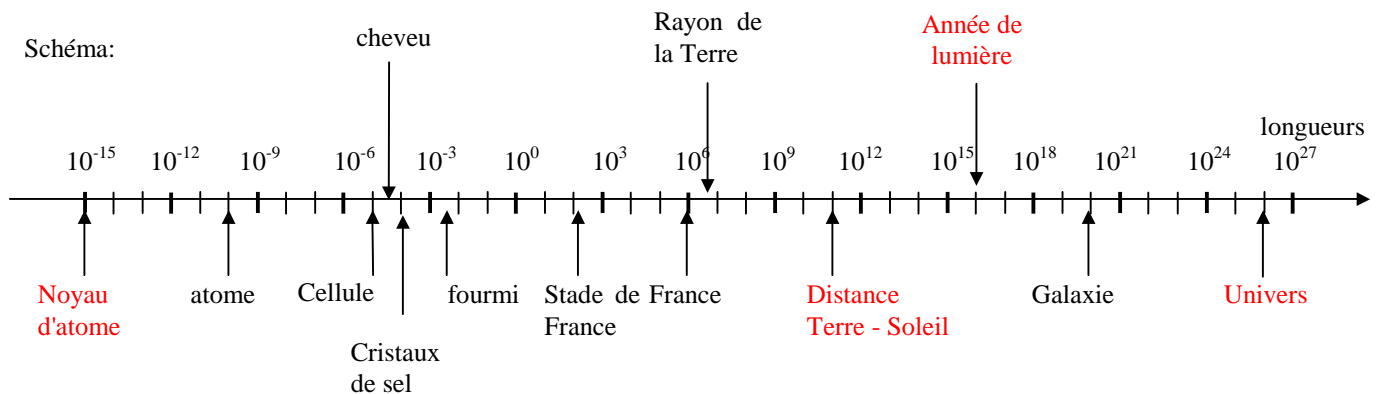 Schéma:
cheveu
Rayon de
la Terre
Année de
lumière
longueurs
10⁻¹⁵ 10⁻¹² 10⁻⁹ 10⁻⁶ 10⁻³ 10⁰ 10³ 10⁶ 10⁹ 10¹² 10¹⁵ 10¹⁸ 10²¹ 10²⁴ 10²⁷
Noyau
d'atome
atome
Cellule
Cristaux
de sel
fourmi
Stade de
France
France
Distance
Terre - Soleil
Galaxie
Univers